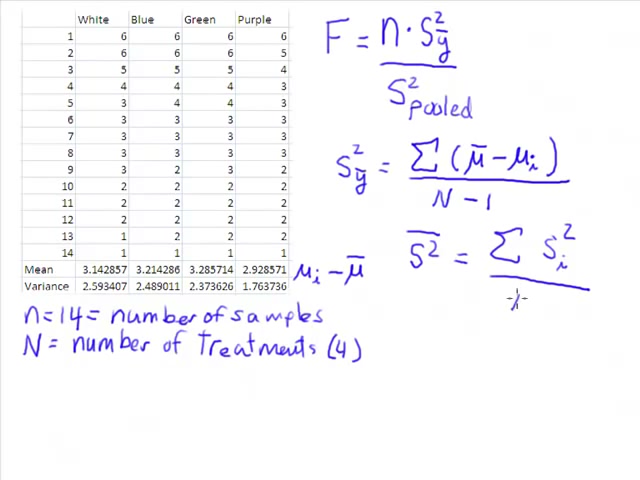 White Blue Green Purple
1 6 6 6 6
2 6 6 6 5
3 5 5 5 4
4 4 4 4 3
5 3 4 4 3
6 3 3 3 3
7 3 3 3 3
8 3 3 3 3
9 3 2 3 2
10 2 2 2 2
11 2 2 2 2
12 2 2 2 2
13 1 2 2 2
14 1 1 1 1
Mean 3.142857 3.214286 3.285714 2.928571
Variance 2.593407 2.489011 2.373626 1.763736
μi - μ̅
n=14= number of samples
N= number of treatments (4)
F = n · S²y̅
S² pooled
S²y̅ = Σ (μ̅ - μi)
N - 1
S̅² = Σ Si²